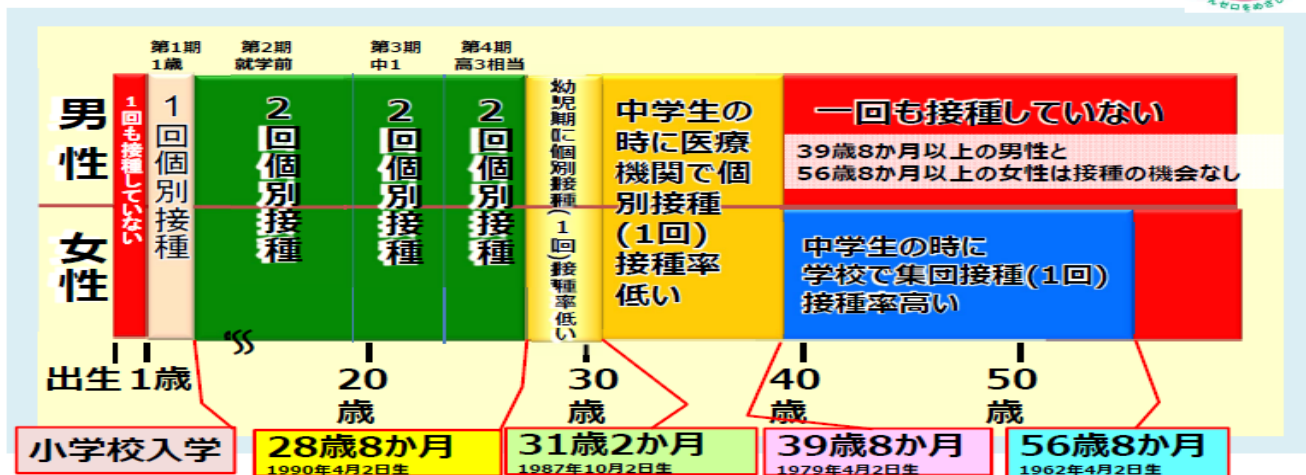 ゼロをめざし
第1期
1歳
第2期
就学前
第3期
中1
第4期
高3相当
男性
女性
1回も接種していない
1回個別接種
2回個別接種
2回個別接種
2回個別接種
幼児期に個別接種(1回)接種率低い
中学生の
時に医療
機関で個
別接種
(1回)
接種率
低い
一回も接種していない
39歳8か月以上の男性と
56歳8か月以上の女性は接種の機会なし
中学生の時に
学校で集団接種(1回)
接種率高い
出生
1歳
20
歳
30
歳
40
歳
50
歳
小学校入学
28歳8か月
1990年4月2日生
31歳2か月
1987年10月2日生
39歳8か月
1979年4月2日生
56歳8か月
1962年4月2日生